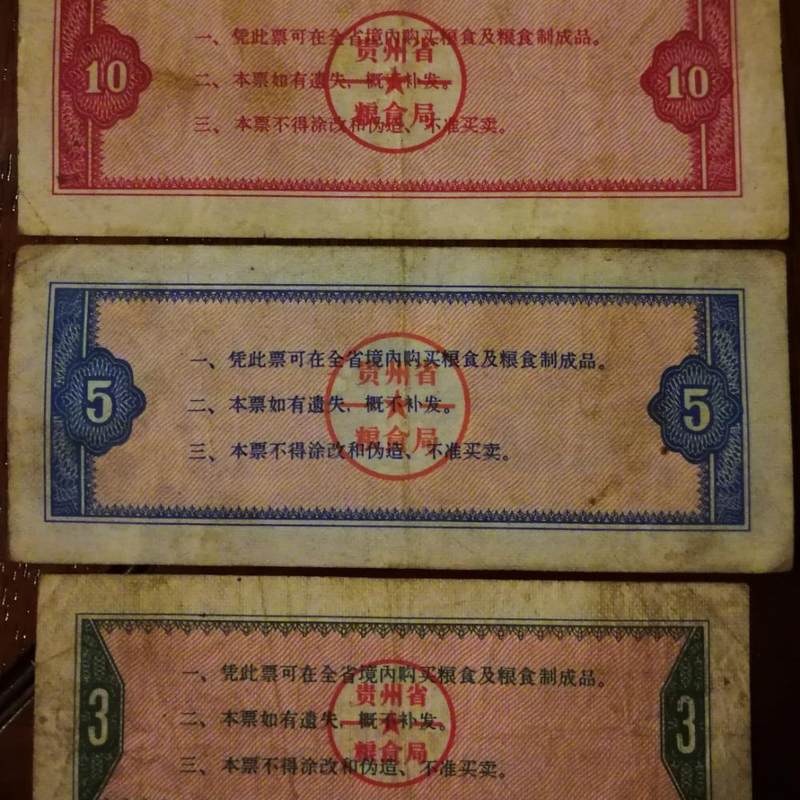 一、凭此票可在全省境内购买粮食及粮食制成品。
贵州省
10
二、本票如有遗失，概不补发。
10
粮食局
三、本票不得涂改和伪造、不准买卖。
一、凭此票可在全省境内购买粮食及粮食制成品。
贵州省
5
二、本票如有遗失，概不补发。
5
粮食局
三、本票不得涂改和伪造、不准买卖。
一、凭此票可在全省境内购买粮食及粮食制成品。
贵州省
3
二、本票如有遗失，概不补发。
3
粮食局
三、本票不得涂改和伪造、不准买卖。